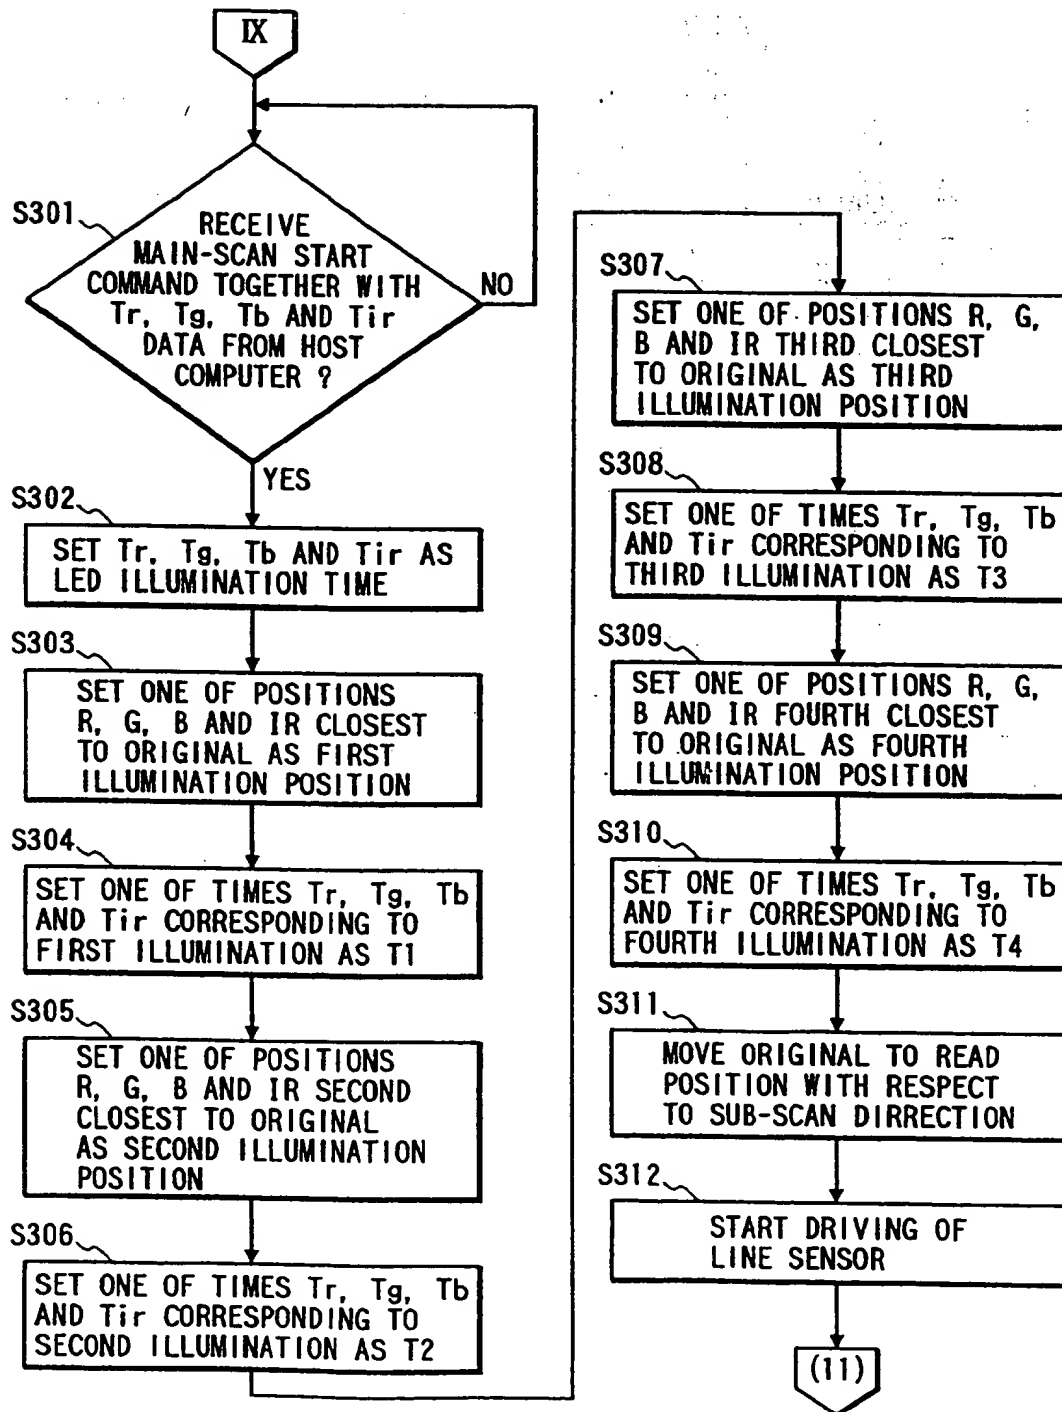 IX
S301
RECEIVE
MAIN-SCAN START
COMMAND TOGETHER WITH
Tr, Tg, Tb AND Tir
DATA FROM HOST
COMPUTER ?
NO
YES
S302
SET Tr, Tg, Tb AND Tir AS
LED ILLUMINATION TIME
S303
SET ONE OF POSITIONS
R, G, B AND IR CLOSEST
TO ORIGINAL AS FIRST
ILLUMINATION POSITION
S304
SET ONE OF TIMES Tr, Tg, Tb
AND Tir CORRESPONDING TO
FIRST ILLUMINATION AS T1
S305
SET ONE OF POSITIONS
R, G, B AND IR SECOND
CLOSEST TO ORIGINAL
AS SECOND ILLUMINATION
POSITION
S306
SET ONE OF TIMES Tr, Tg, Tb
AND Tir CORRESPONDING TO
SECOND ILLUMINATION AS T2
S307
SET ONE OF POSITIONS R, G,
B AND IR THIRD CLOSEST
TO ORIGINAL AS THIRD
ILLUMINATION POSITION
S308
SET ONE OF TIMES Tr, Tg, Tb
AND Tir CORRESPONDING TO
THIRD ILLUMINATION AS T3
S309
SET ONE OF POSITIONS R, G,
B AND IR FOURTH CLOSEST
TO ORIGINAL AS FOURTH
ILLUMINATION POSITION
S310
SET ONE OF TIMES Tr, Tg, Tb
AND Tir CORRESPONDING TO
FOURTH ILLUMINATION AS T4
S311
MOVE ORIGINAL TO READ
POSITION WITH RESPECT
TO SUB-SCAN DIRRECTION
S312
START DRIVING OF
LINE SENSOR
(11)